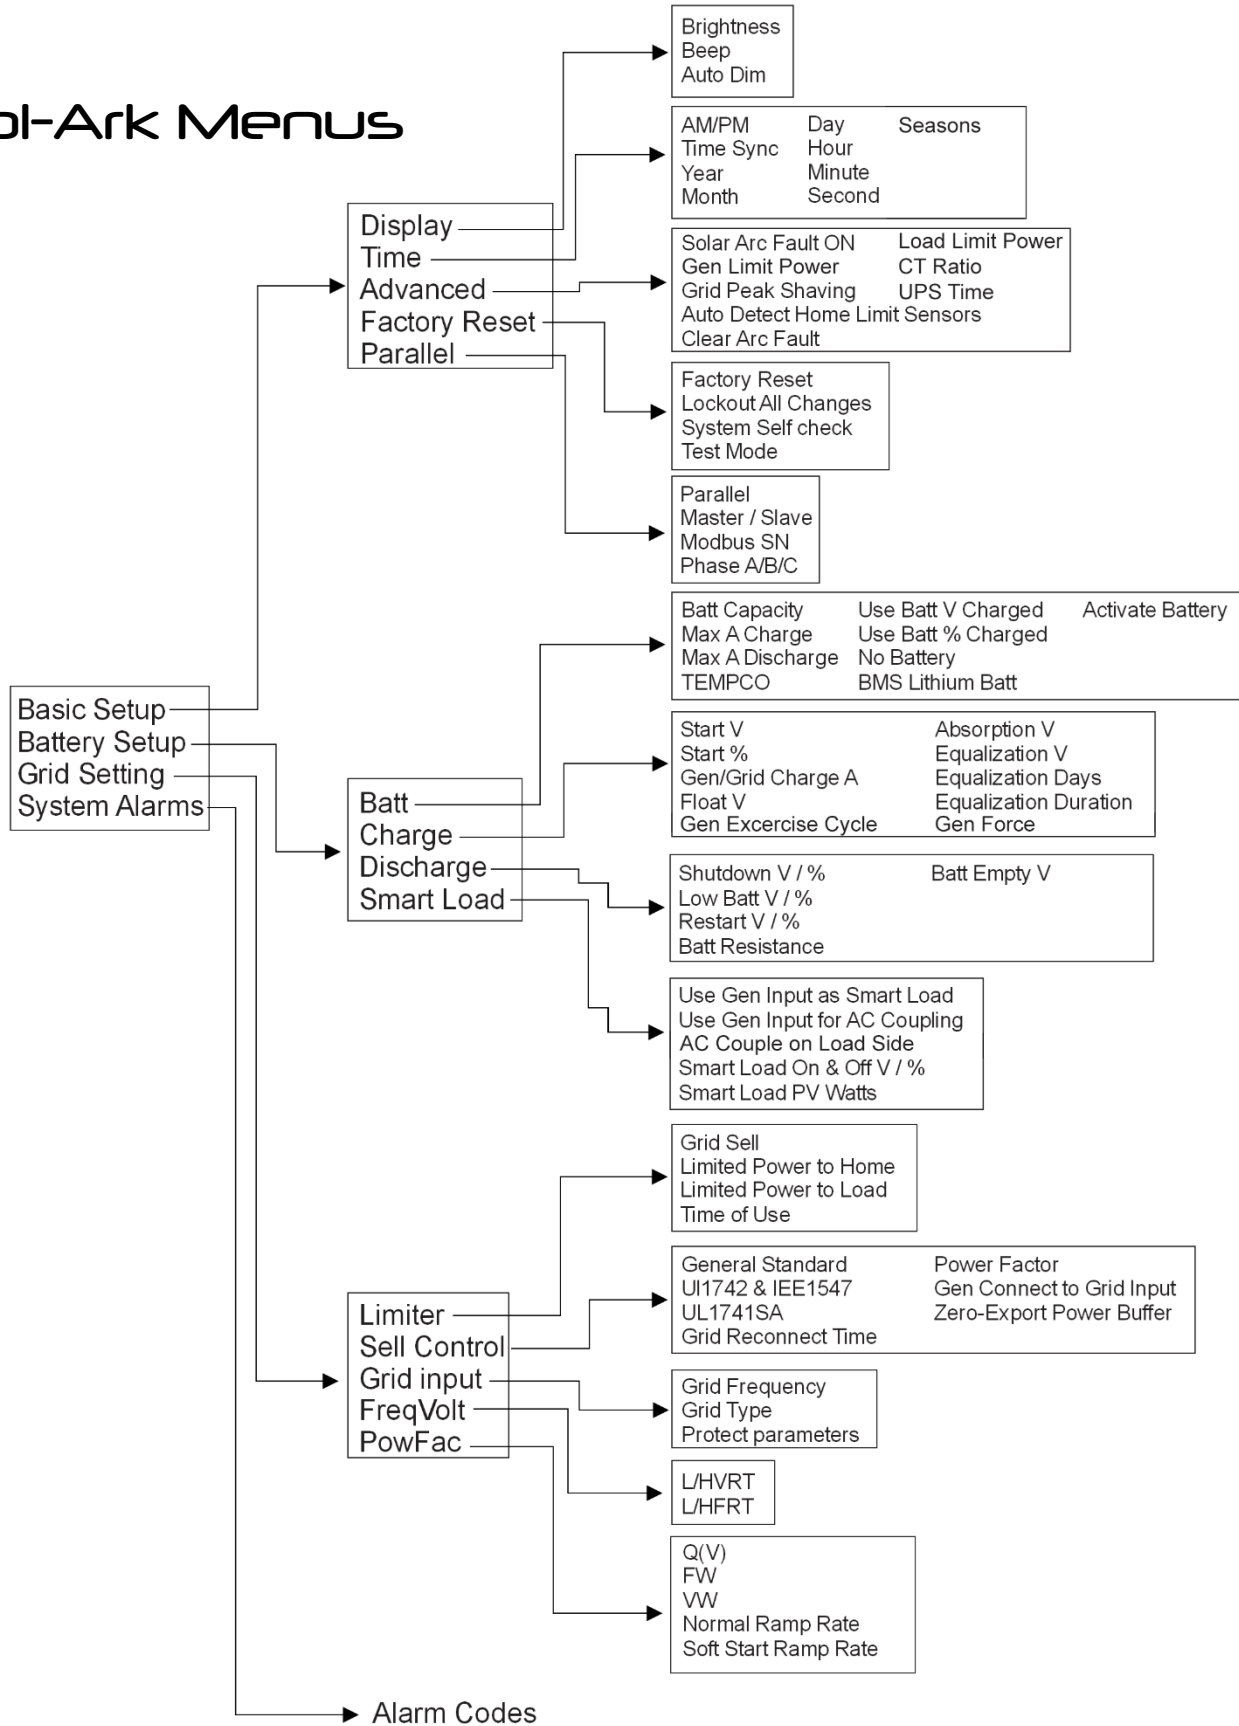 ol-Ark Menus
Brightness
Beep
Auto Dim
AM/PM Day Seasons
Time Sync Hour
Year Minute
Month Second
Display
Time
Advanced
Factory Reset
Parallel
Solar Arc Fault ON Load Limit Power
Gen Limit Power CT Ratio
Grid Peak Shaving UPS Time
Auto Detect Home Limit Sensors
Clear Arc Fault
Factory Reset
Lockout All Changes
System Self check
Test Mode
Parallel
Master / Slave
Modbus SN
Phase A/B/C
Basic Setup
Battery Setup
Grid Setting
System Alarms
Batt Capacity Use Batt V Charged Activate Battery
Max A Charge Use Batt % Charged
Max A Discharge No Battery
TEMPCO BMS Lithium Batt
Batt
Charge
Discharge
Smart Load
Start V Absorption V
Start % Equalization V
Gen/Grid Charge A Equalization Days
Float V Equalization Duration
Gen Excercise Cycle Gen Force
Shutdown V / % Batt Empty V
Low Batt V / %
Restart V / %
Batt Resistance
Use Gen Input as Smart Load
Use Gen Input for AC Coupling
AC Couple on Load Side
Smart Load On & Off V / %
Smart Load PV Watts
Limiter
Sell Control
Grid input
FreqVolt
PowFac
Grid Sell
Limited Power to Home
Limited Power to Load
Time of Use
General Standard Power Factor
Ul1742 & IEE1547 Gen Connect to Grid Input
UL1741SA Zero-Export Power Buffer
Grid Reconnect Time
Grid Frequency
Grid Type
Protect parameters
L/HVRT
L/HFRT
Q(V)
FW
VW
Normal Ramp Rate
Soft Start Ramp Rate
Alarm Codes